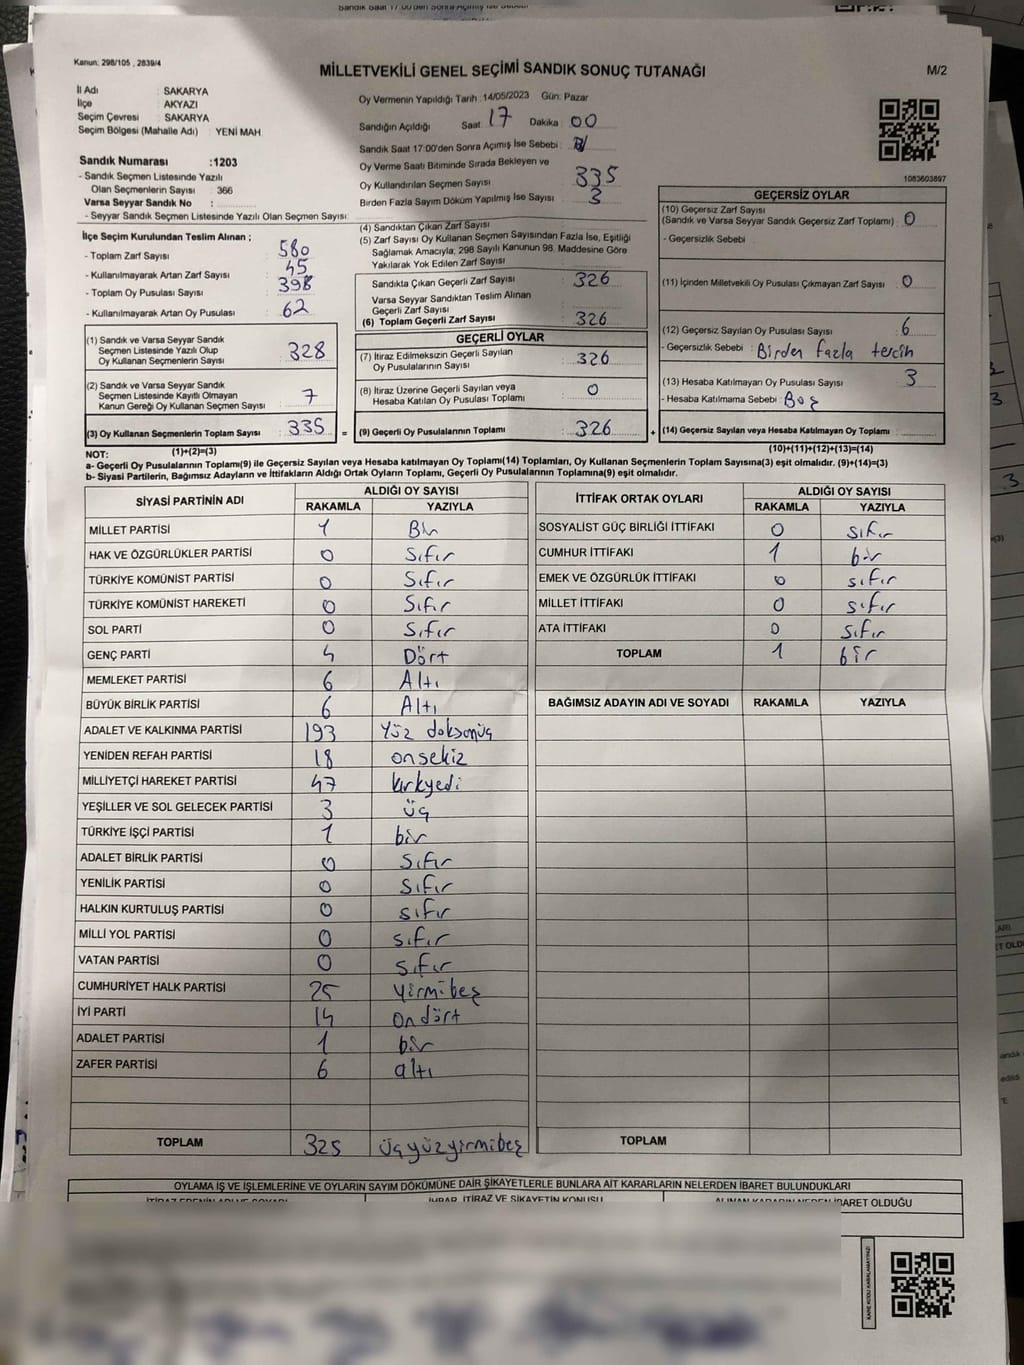 Kanun: 298/105 , 2839/4
MİLLETVEKİLİ GENEL SEÇİMİ SANDIK SONUÇ TUTANAĞI
M/2
İl Adı : SAKARYA
İlçe : AKYAZI
Seçim Çevresi : SAKARYA
Seçim Bölgesi (Mahalle Adı) : YENİ MAH.
Sandık Numarası :1203
- Sandık Seçmen Listesinde Yazılı
Olan Seçmenlerin Sayısı : 366
Varsa Seyyar Sandık No :
- Seyyar Sandık Seçmen Listesinde Yazılı Olan Seçmen Sayısı:
Oy Vermenin Yapıldığı Tarih :14/05/2023 Gün: Pazar
Sandığın Açıldığı Saat 17 Dakika 00
Sandık Saat 17:00'den Sonra Açımış İse Sebebi :
Oy Verme Saati Bitiminde Sırada Bekleyen ve
Oy Kullandırılan Seçmen Sayısı 335
Birden Fazla Sayım Döküm Yapılmış İse Sayısı : 3
1083603897
İlçe Seçim Kurulundan Teslim Alınan ;
- Toplam Zarf Sayısı : 580
- Kullanılmayarak Artan Zarf Sayısı : 45
- Toplam Oy Pusulası Sayısı : 398
- Kullanılmayarak Artan Oy Pusulası : 62
(1) Sandık ve Varsa Seyyar Sandık
Seçmen Listesinde Yazılı Olup
Oy Kullanan Seçmenlerin Sayısı : 328
(2) Sandık ve Varsa Seyyar Sandık
Seçmen Listesinde Kayıtlı Olmayan
Kanun Gereği Oy Kullanan Seçmen Sayısı : 7
(3) Oy Kullanan Seçmenlerin Toplam Sayısı : 335
(1)+(2)=(3)
(4) Sandıktan Çıkan Zarf Sayısı :
(5) Zarf Sayısı Oy Kullanan Seçmen Sayısından Fazla İse, Eşitliği
Sağlamak Amacıyla, 298 Sayılı Kanunun 98. Maddesine Göre
Yakılarak Yok Edilen Zarf Sayısı :
Sandıkta Çıkan Geçerli Zarf Sayısı : 326
Varsa Seyyar Sandıktan Teslim Alınan
Geçerli Zarf Sayısı :
(6) Toplam Geçerli Zarf Sayısı : 326
GEÇERLİ OYLAR
(7) İtiraz Edilmeksizin Geçerli Sayılan
Oy Pusulalarının Sayısı : 326
(8) İtiraz Üzerine Geçerli Sayılan veya
Hesaba Katılan Oy Pusulası Toplamı : 0
= (9) Geçerli Oy Pusulalarının Toplamı : 326
GEÇERSİZ OYLAR
(10) Geçersiz Zarf Sayısı
(Sandık ve Varsa Seyyar Sandık Geçersiz Zarf Toplamı) : 0
- Geçersizlik Sebebi :
(11) İçinden Milletvekili Oy Pusulası Çıkmayan Zarf Sayısı : 0
(12) Geçersiz Sayılan Oy Pusulası Sayısı : 6
- Geçersizlik Sebebi : Birden fazla tercih
(13) Hesaba Katılmayan Oy Pusulası Sayısı : 3
- Hesaba Katılmama Sebebi : Boş
+ (14) Geçersiz Sayılan veya Hesaba Katılmayan Oy Toplamı :
(10)+(11)+(12)+(13)=(14)
NOT:
a- Geçerli Oy Pusulalarının Toplamı(9) ile Geçersiz Sayılan veya Hesaba katılmayan Oy Toplamı(14) Toplamları, Oy Kullanan Seçmenlerin Toplam Sayısına(3) eşit olmalıdır. (9)+(14)=(3)
b- Siyasi Partilerin, Bağımsız Adayların ve İttifakların Aldığı Ortak Oyların Toplamı, Geçerli Oy Pusulalarının Toplamına(9) eşit olmalıdır.
SİYASİ PARTİNİN ADI ALDIĞI OY SAYISI
RAKAMLA YAZIYLA
MİLLET PARTİSİ 1 Bir
HAK VE ÖZGÜRLÜKLER PARTİSİ 0 Sıfır
TÜRKİYE KOMÜNİST PARTİSİ 0 Sıfır
TÜRKİYE KOMÜNİST HAREKETİ 0 Sıfır
SOL PARTİ 0 Sıfır
GENÇ PARTİ 4 Dört
MEMLEKET PARTİSİ 6 Altı
BÜYÜK BİRLİK PARTİSİ 6 Altı
ADALET VE KALKINMA PARTİSİ 193 Yüz doksanüç
YENİDEN REFAH PARTİSİ 18 onsekiz
MİLLİYETÇİ HAREKET PARTİSİ 47 kırkyedi
YEŞİLLER VE SOL GELECEK PARTİSİ 3 üç
TÜRKİYE İŞÇİ PARTİSİ 1 bir
ADALET BİRLİK PARTİSİ 0 Sıfır
YENİLİK PARTİSİ 0 Sıfır
HALKIN KURTULUŞ PARTİSİ 0 sıfır
MİLLİ YOL PARTİSİ 0 sıfır
VATAN PARTİSİ 0 sıfır
CUMHURİYET HALK PARTİSİ 25 yirmibeş
İYİ PARTİ 14 ondört
ADALET PARTİSİ 1 bir
ZAFER PARTİSİ 6 altı
TOPLAM 325 üçyüzyirmibeş
İTTİFAK ORTAK OYLARI ALDIĞI OY SAYISI
RAKAMLA YAZIYLA
SOSYALİST GÜÇ BİRLİĞİ İTTİFAKI 0 sıfır
CUMHUR İTTİFAKI 1 bir
EMEK VE ÖZGÜRLÜK İTTİFAKI 0 sıfır
MİLLET İTTİFAKI 0 sıfır
ATA İTTİFAKI 0 sıfır
TOPLAM 1 bir
BAĞIMSIZ ADAYIN ADI VE SOYADI RAKAMLA YAZIYLA
TOPLAM
OYLAMA İŞ VE İŞLEMLERİNE VE OYLARIN SAYIM DÖKÜMÜNE DAİR ŞİKAYETLERLE BUNLARA AİT KARARLARIN NELERDEN İBARET BULUNDUKLARI
İTİRAZ EDENİN ADI VE SOYADI İHBAR, İTİRAZ VE ŞİKAYETİN KONUSU ALINAN KARARIN NEDEN İBARET OLDUĞU